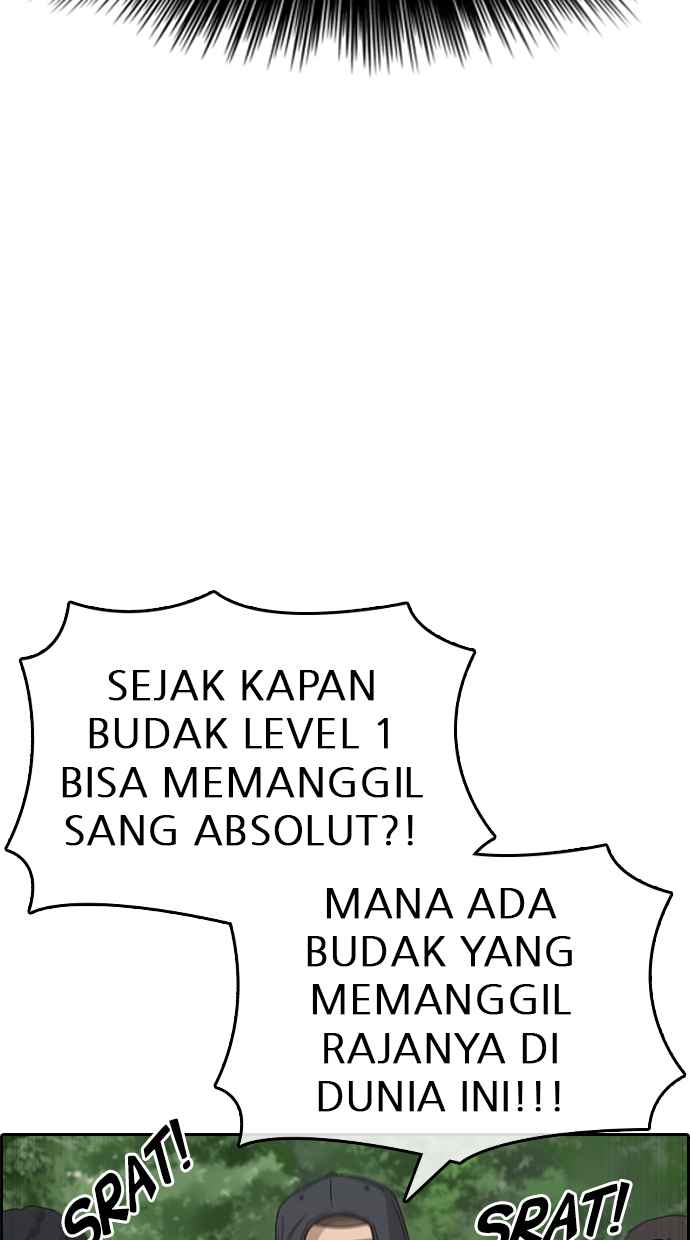 SEJAK KAPAN
BUDAK LEVEL 1
BISA MEMANGGIL
SANG ABSOLUT?!
MANA ADA
BUDAK YANG
MEMANGGIL
RAJANYA DI
DUNIA INI!!!
SRAT!
SRAT!